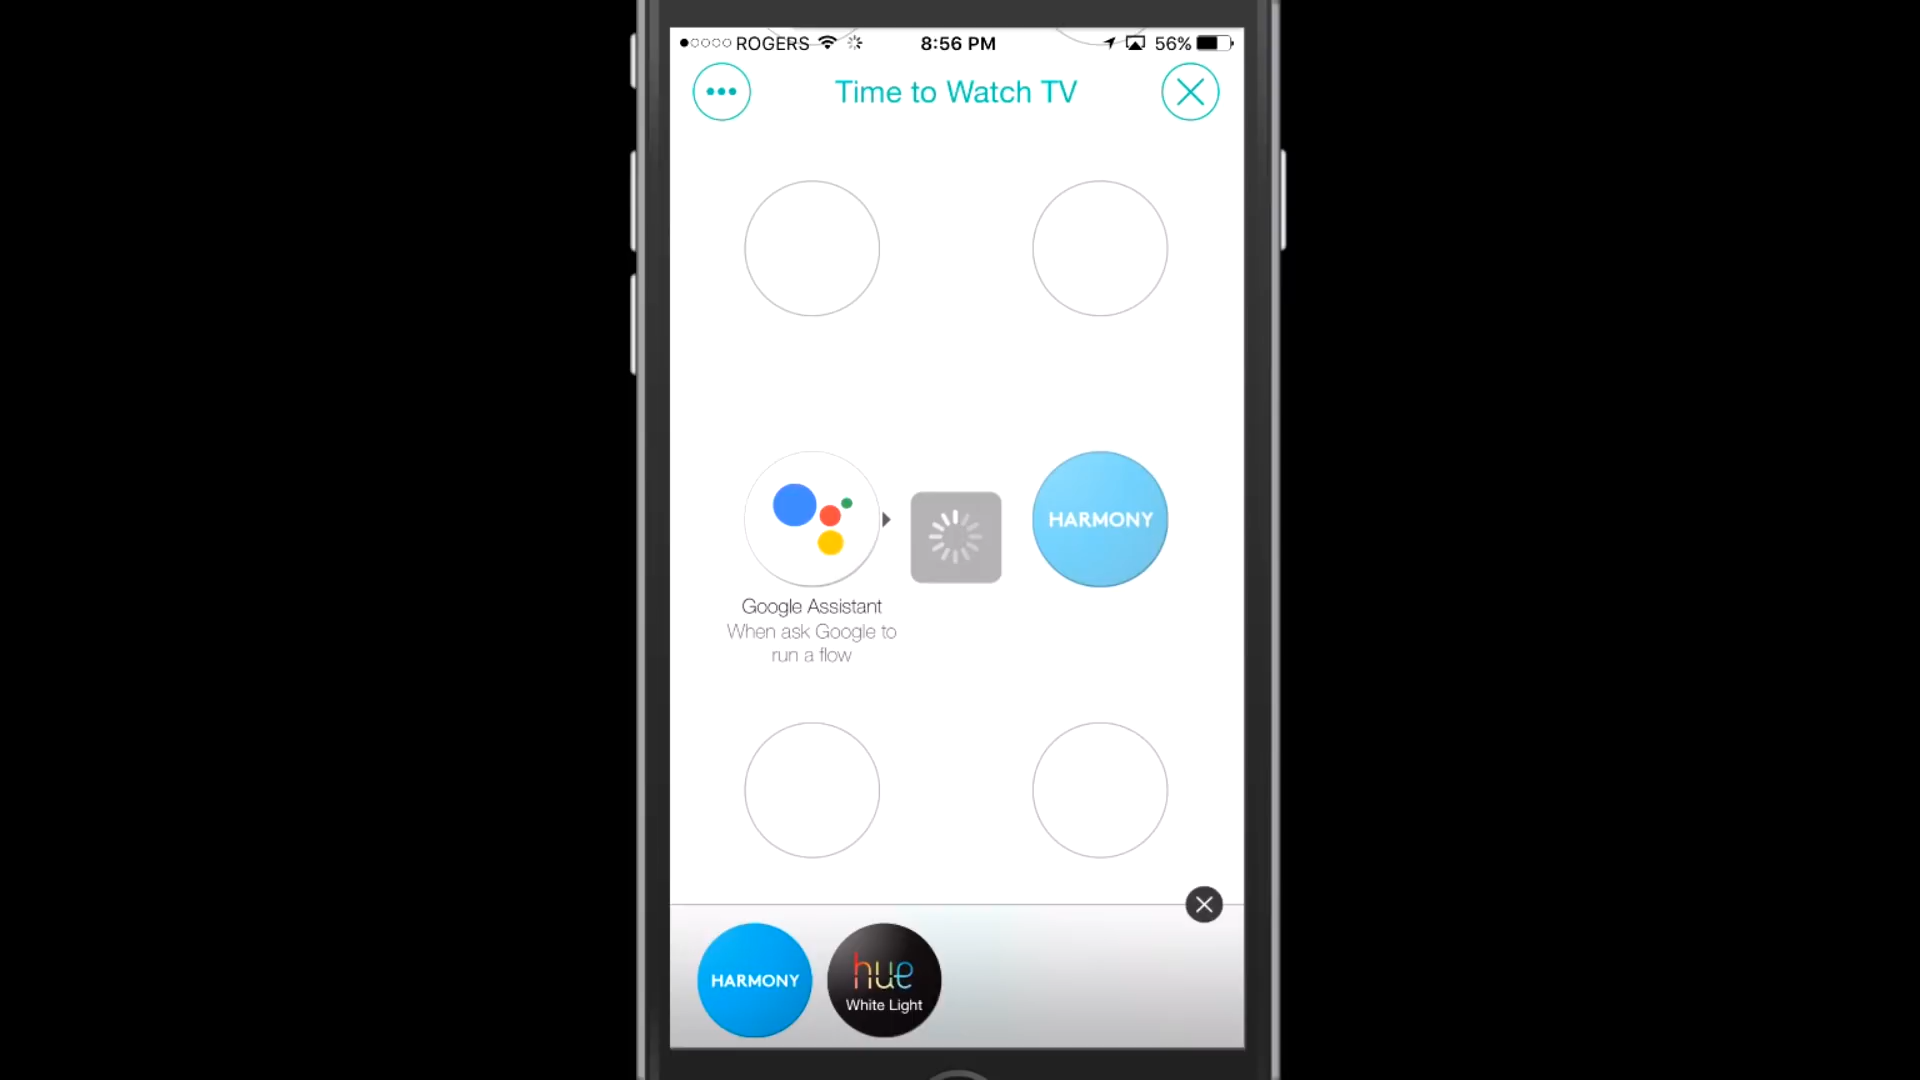 ROGERS 8:56 PM 56%
Time to Watch TV
HARMONY
Google Assistant
When ask Google to
run a flow
HARMONY
hue
White Light